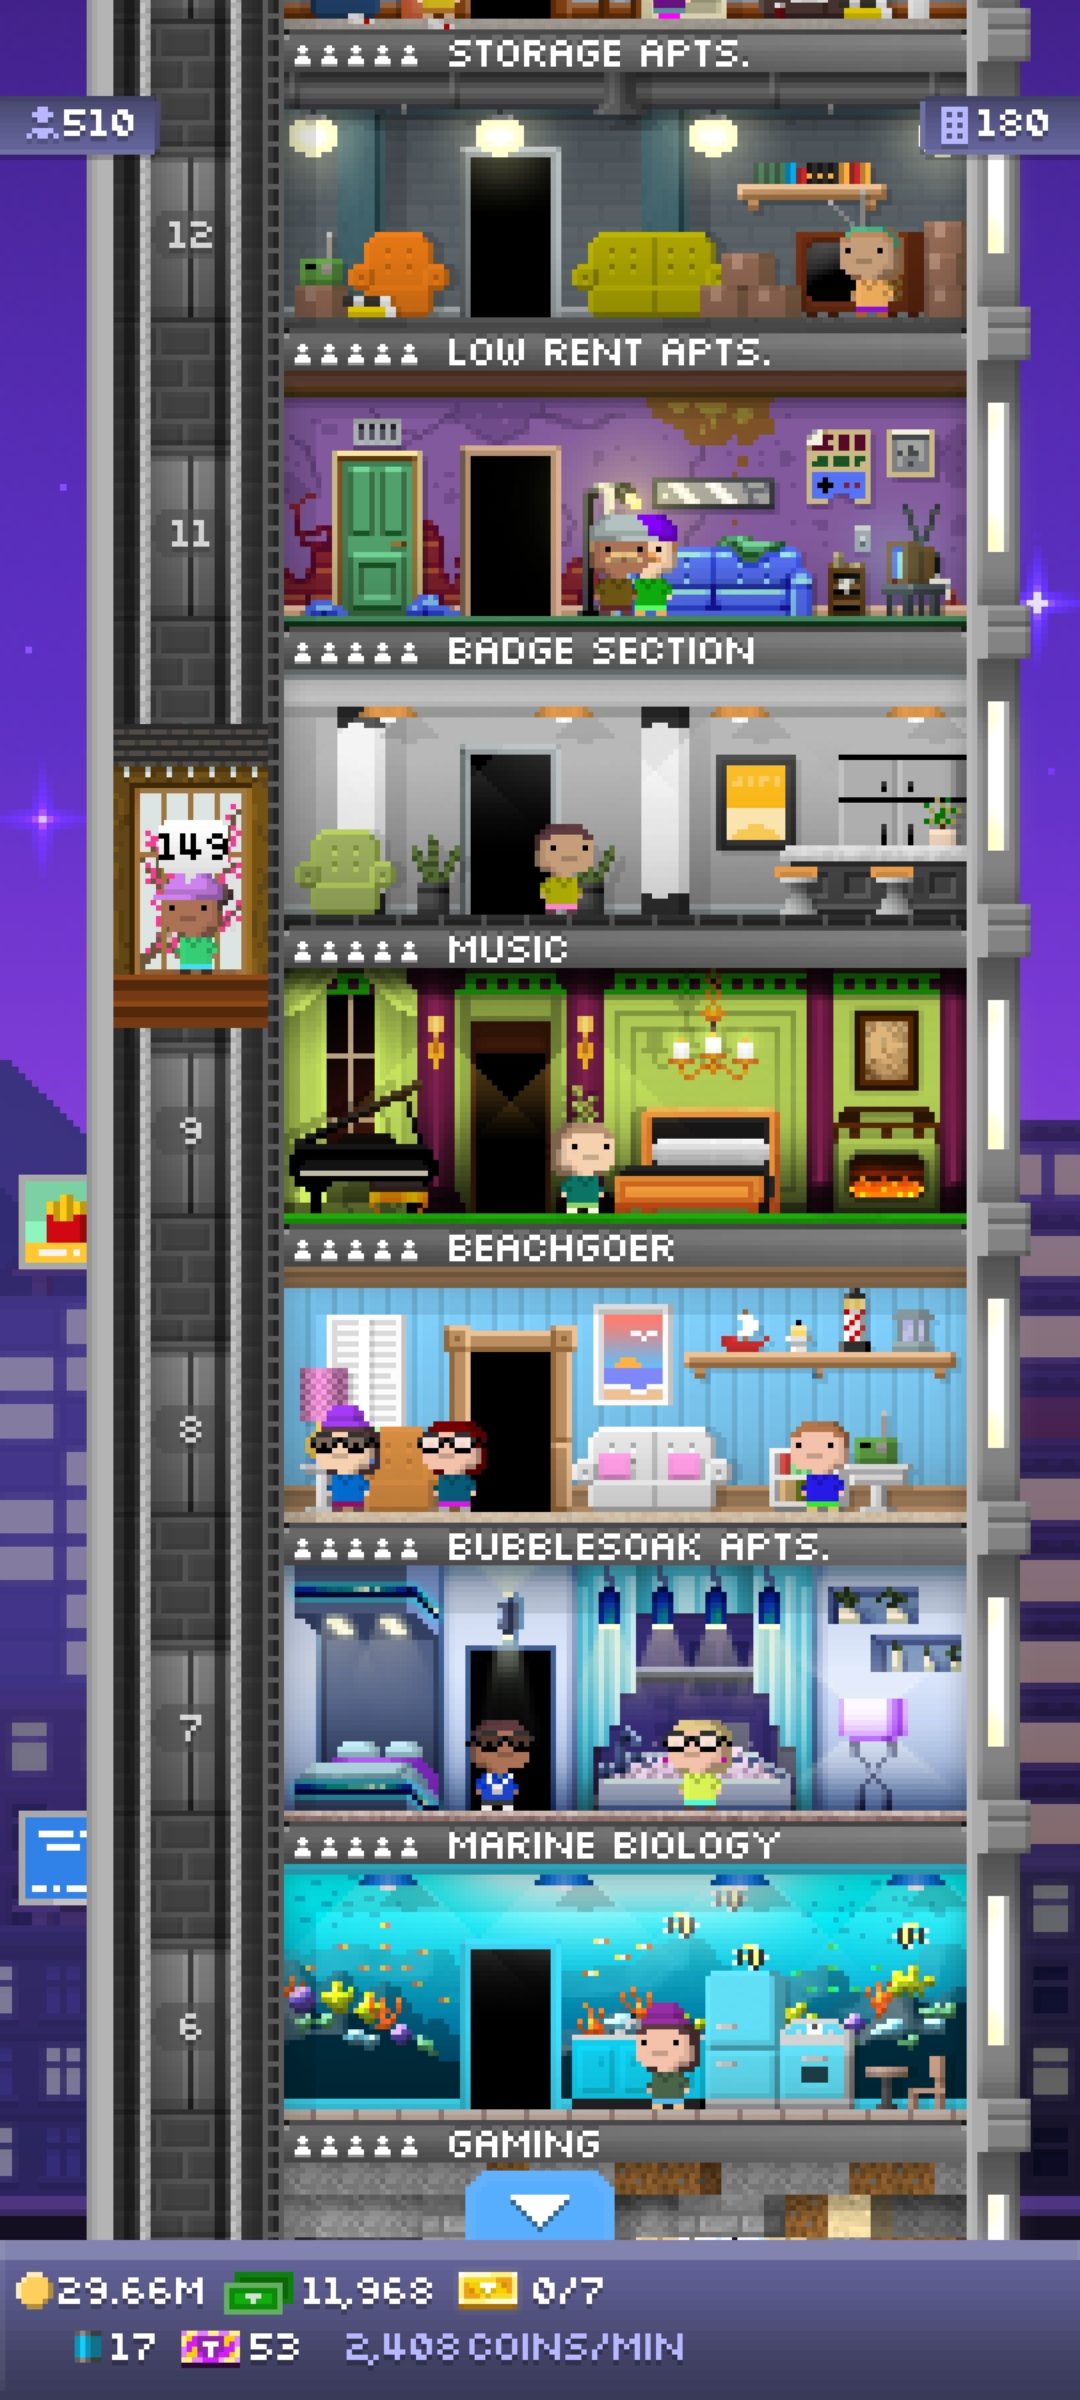 STORAGE APTS.
510
180
12
LOW RENT APTS.
11
BADGE SECTION
149
MUSIC
9
BEACHGOER
8
BUBBLESOAK APTS.
7
MARINE BIOLOGY
6
GAMING
29.66M 11,968 0/7
17 53 2,408 COINS/MIN